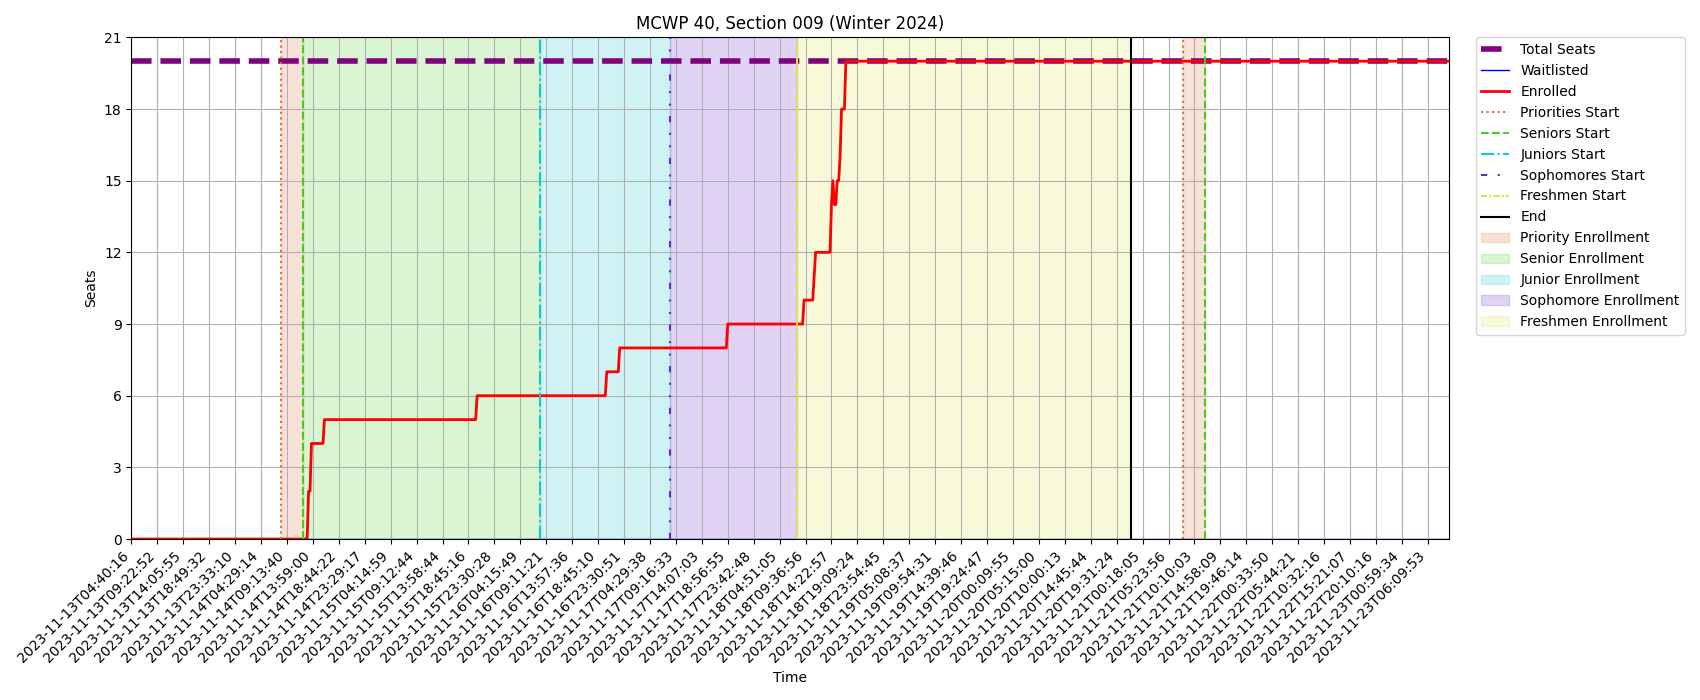 MCWP 40, Section 009 (Winter 2024)
21
18
15
12
9
6
3
0
Seats
2023-11-13T04:40:16
2023-11-13T09:22:52
2023-11-13T14:05:55
2023-11-13T18:49:32
2023-11-13T23:33:10
2023-11-14T04:29:14
2023-11-14T09:13:40
2023-11-14T13:59:00
2023-11-14T18:44:22
2023-11-14T23:29:17
2023-11-15T04:14:59
2023-11-15T09:12:44
2023-11-15T13:58:44
2023-11-15T18:45:16
2023-11-15T23:30:28
2023-11-16T04:15:49
2023-11-16T09:11:21
2023-11-16T13:57:36
2023-11-16T18:45:10
2023-11-16T23:30:51
2023-11-17T04:29:38
2023-11-17T09:16:33
2023-11-17T14:07:03
2023-11-17T18:56:55
2023-11-17T23:42:48
2023-11-18T04:51:05
2023-11-18T09:36:56
2023-11-18T14:22:57
2023-11-18T19:09:24
2023-11-18T23:54:45
2023-11-19T05:08:37
2023-11-19T09:54:31
2023-11-19T14:39:46
2023-11-19T19:24:47
2023-11-20T00:09:55
2023-11-20T05:15:00
2023-11-20T10:00:13
2023-11-20T14:45:44
2023-11-20T19:31:24
2023-11-21T00:18:05
2023-11-21T05:23:56
2023-11-21T10:10:03
2023-11-21T14:58:09
2023-11-21T19:46:14
2023-11-22T00:33:50
2023-11-22T05:44:21
2023-11-22T10:32:16
2023-11-22T15:21:07
2023-11-22T20:10:16
2023-11-23T00:59:34
2023-11-23T06:09:53
Time
Total Seats
Waitlisted
Enrolled
Priorities Start
Seniors Start
Juniors Start
Sophomores Start
Freshmen Start
End
Priority Enrollment
Senior Enrollment
Junior Enrollment
Sophomore Enrollment
Freshmen Enrollment